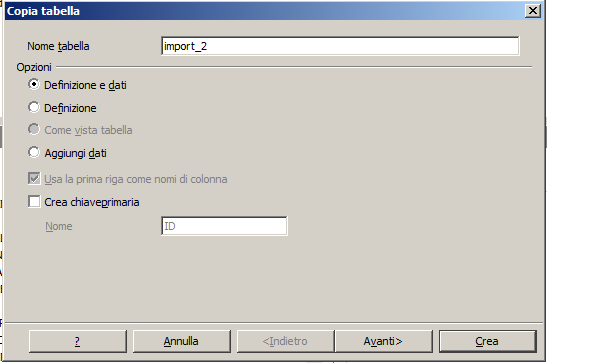 Copia tabella
Nome tabella import_2
Opzioni
Definizione e dati
Definizione
Come vista tabella
Aggiungi dati
Usa la prima riga come nomi di colonna
Crea chiaveprimaria
Nome ID
? Annulla <Indietro Avanti> Crea